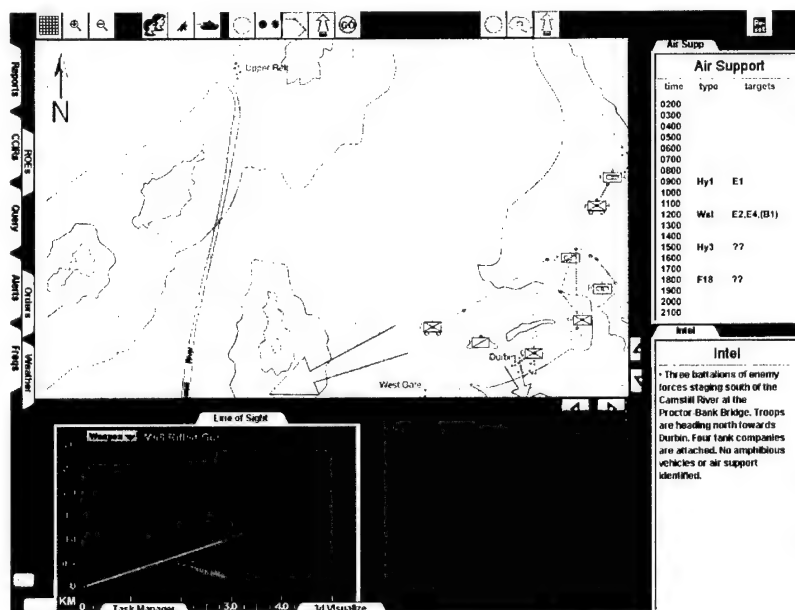 GO
Re
set
Air Supp
Air Support
time type targets
0200
0300
0400
0500
0600
0700
0800
0900 Hy1 E1
1000
1100
1200 Wsl E2,E4,(B1)
1300
1400
1500 Hy3 ??
1600
1700
1800 F18 ??
1900
2000
2100
Intel
Intel
• Three battalions of enemy
forces staging south of the
Camstill River at the
Proctor-Bank Bridge. Troops
are heading north towards
Durbin. Four tank companies
are attached. No amphibious
vehicles or air support
identified.
Reports
CCIRs
Query
Alerts
Freqs
ROEs
Orders
Weather
Upper
N
Durbin
West Gate
Line of Sight
Weapon
KM
0
3.0
4.0
Task Manager
3d Visualize